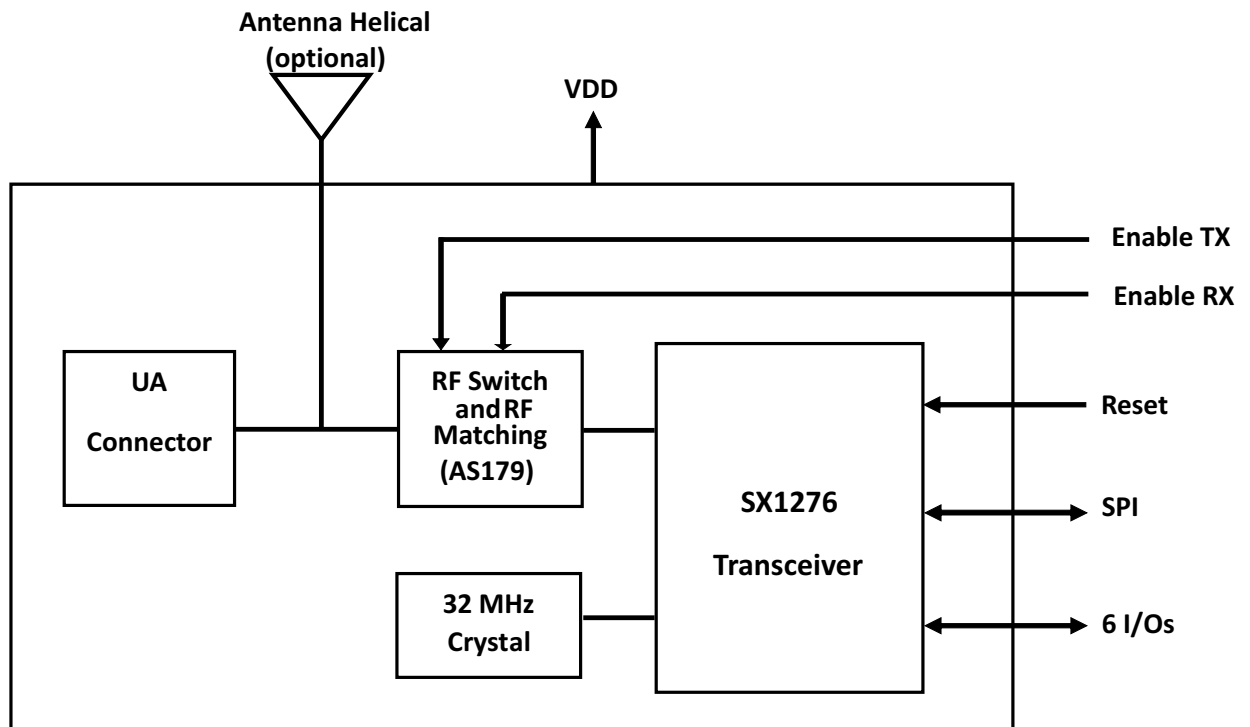 Antenna Helical
(optional)
VDD
Enable TX
Enable RX
UA
Connector
RF Switch
and RF
Matching
(AS179)
SX1276
Transceiver
Reset
SPI
32 MHz
Crystal
6 I/Os